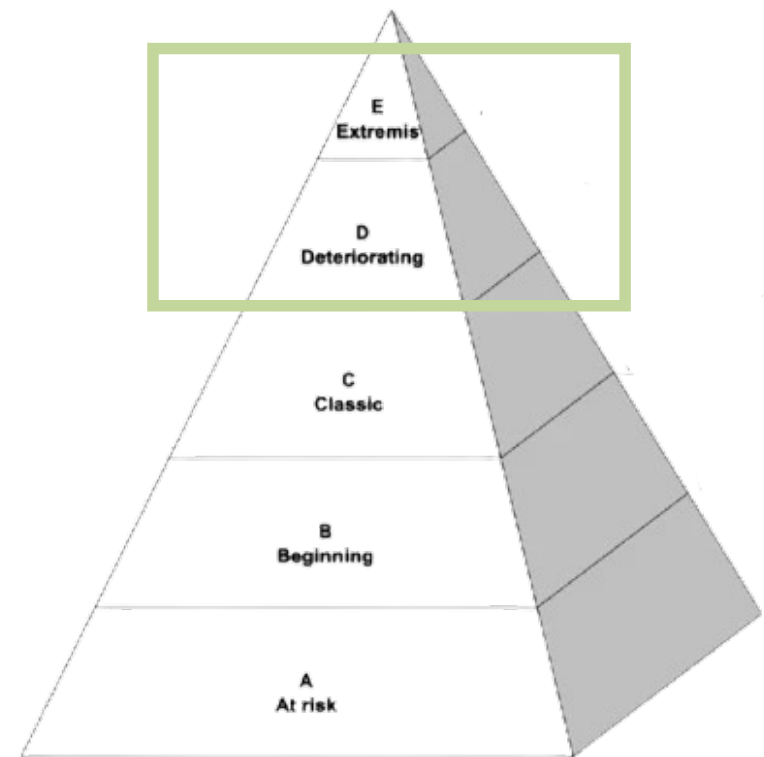 E
Extremis
D
Deteriorating
C
Classic
B
Beginning
A
At risk